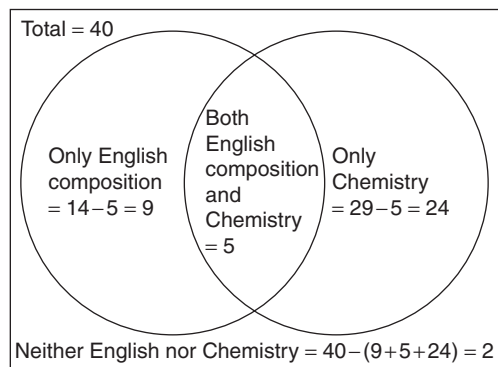 Total = 40
Only English
composition
= 14−5 = 9
Both
English
composition
and
Chemistry
= 5
Only
Chemistry
= 29−5 = 24
Neither English nor Chemistry = 40−(9+5+24) = 2